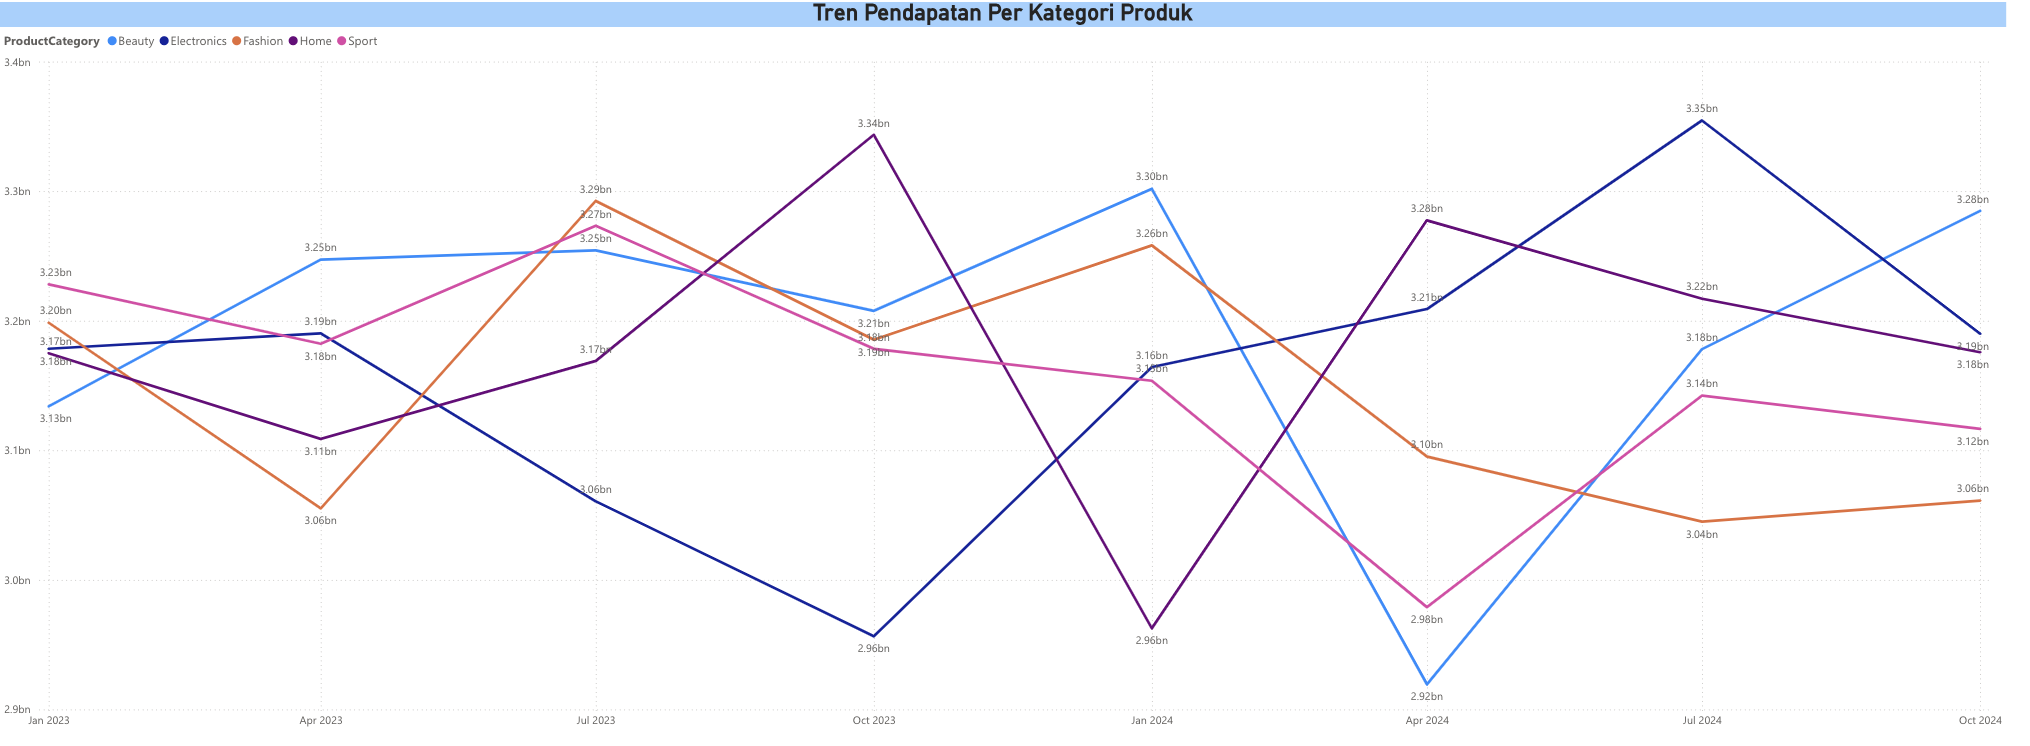 Tren Pendapatan Per Kategori Produk
ProductCategory Beauty Electronics Fashion Home Sport
3.4bn
3.35bn
3.34bn
3.3bn
3.29bn
3.30bn
3.28bn
3.28bn
3.27bn
3.25bn
3.25bn
3.26bn
3.23bn
3.22bn
3.2bn
3.20bn
3.19bn
3.21bn
3.21bn
3.17bn
3.18bn
3.18bn
3.18bn
3.17bn
3.18bn
3.19bn
3.16bn
3.15bn
3.18bn
3.19bn
3.18bn
3.14bn
3.13bn
3.12bn
3.1bn
3.11bn
3.10bn
3.06bn
3.06bn
3.06bn
3.04bn
3.0bn
2.98bn
2.96bn
2.96bn
2.92bn
2.9bn
Jan 2023 Apr 2023 Jul 2023 Oct 2023 Jan 2024 Apr 2024 Jul 2024 Oct 2024